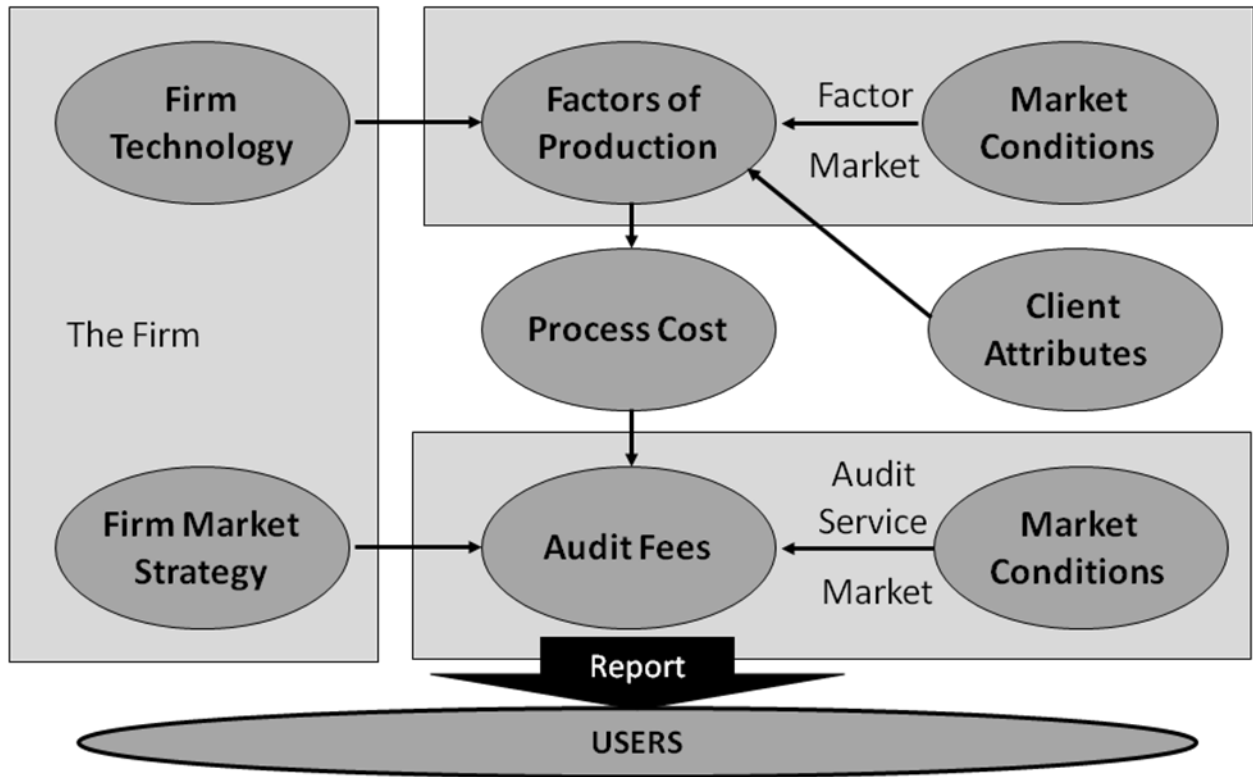 Firm
Technology
Factors of
Production
Factor
Market
Market
Conditions
The Firm
Process Cost
Client
Attributes
Firm Market
Strategy
Audit Fees
Audit
Service
Market
Market
Conditions
Report
USERS